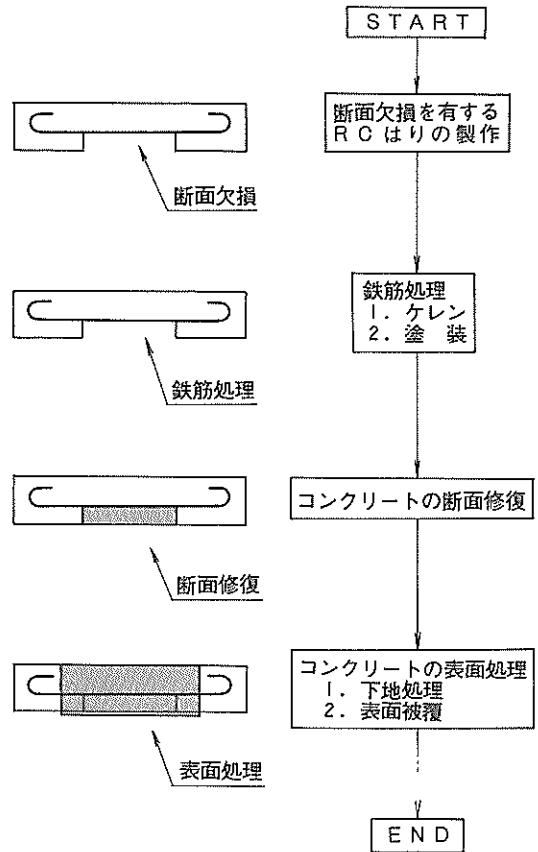 START
断面欠損を有する
RCはりの製作
断面欠損
鉄筋処理
1. ケレン
2. 塗 装
鉄筋処理
コンクリートの断面修復
断面修復
コンクリートの表面処理
1. 下地処理
2. 表面被覆
表面処理
END